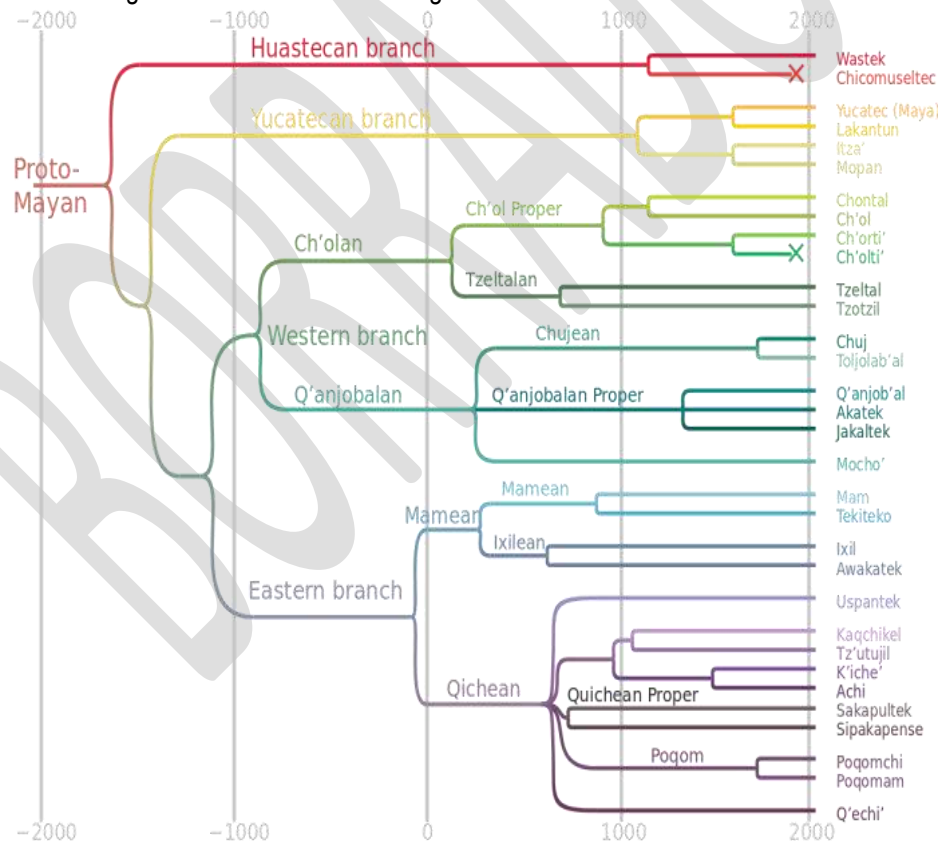 −2000 −1000 0 1000 2000
Huastecan branch
Wastek
Chicomuseltec
Yucatecan branch
Yucatec (Maya)
Lakantun
Itza’
Mopan
Proto-
Mayan
Ch’ol Proper
Chontal
Ch’ol
Ch’orti’
Ch’olti’
Ch’olan
Tzeltalan
Tzeltal
Tzotzil
Western branch
Chujean
Chuj
Toljolab’al
Q’anjobalan
Q’anjobalan Proper
Q’anjob’al
Akatek
Jakaltek
Mocho’
Mamean
Mamean
Mam
Tekiteko
Ixilean
Ixil
Awakatek
Eastern branch
Uspantek
Kaqchikel
Tz’utujil
K’iche’
Achi
Qichean
Quichean Proper
Sakapultek
Sipakapense
Poqom
Poqomchi
Poqomam
Q’echi’
−2000 −1000 0 1000 2000